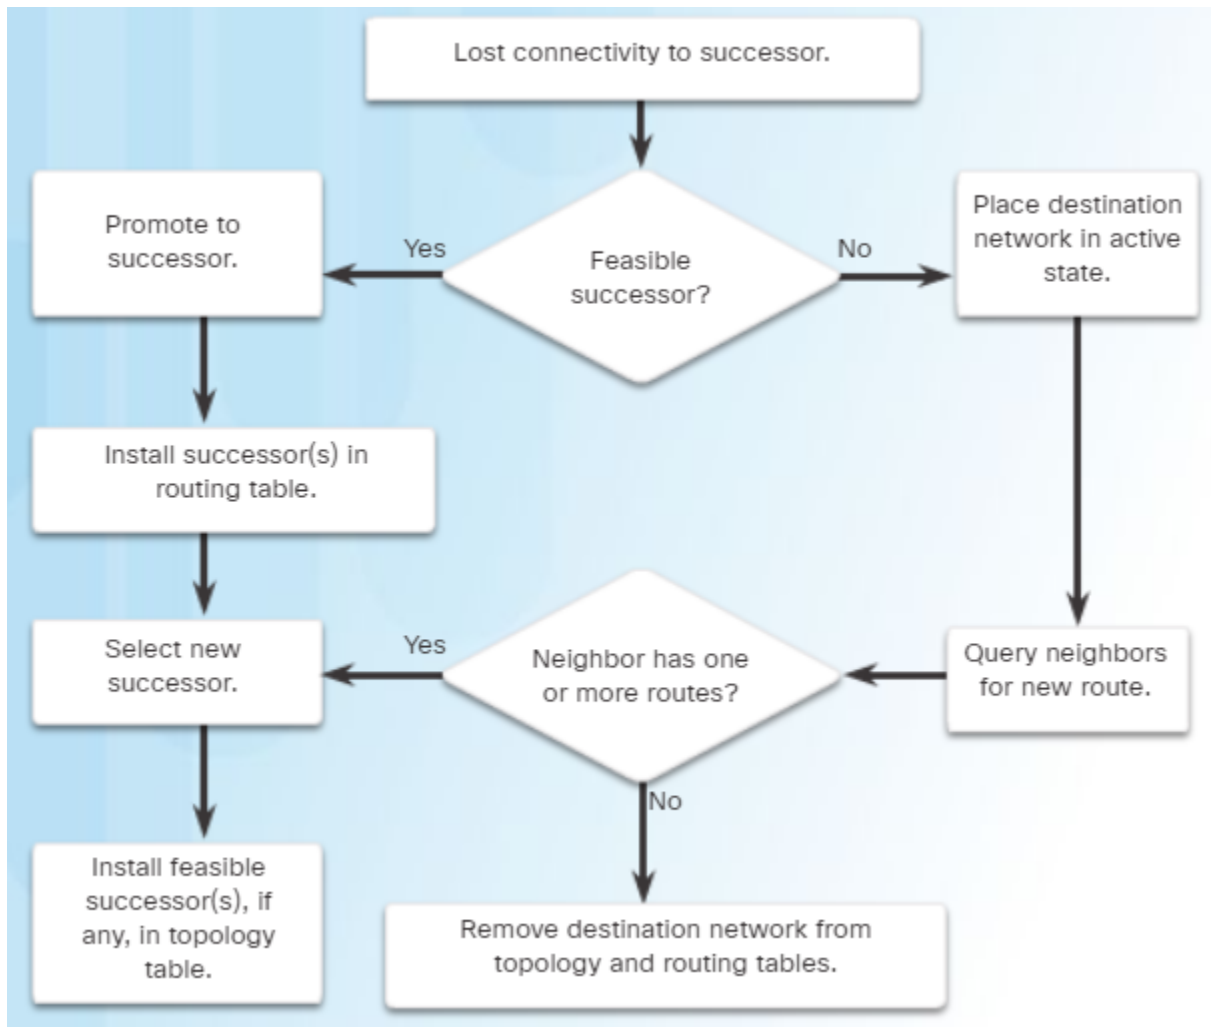 Lost connectivity to successor.
Promote to
successor.
Yes
Feasible
successor?
No
Place destination
network in active
state.
Install successor(s) in
routing table.
Select new
successor.
Yes
Neighbor has one
or more routes?
Query neighbors
for new route.
No
Install feasible
successor(s), if
any, in topology
table.
Remove destination network from
topology and routing tables.